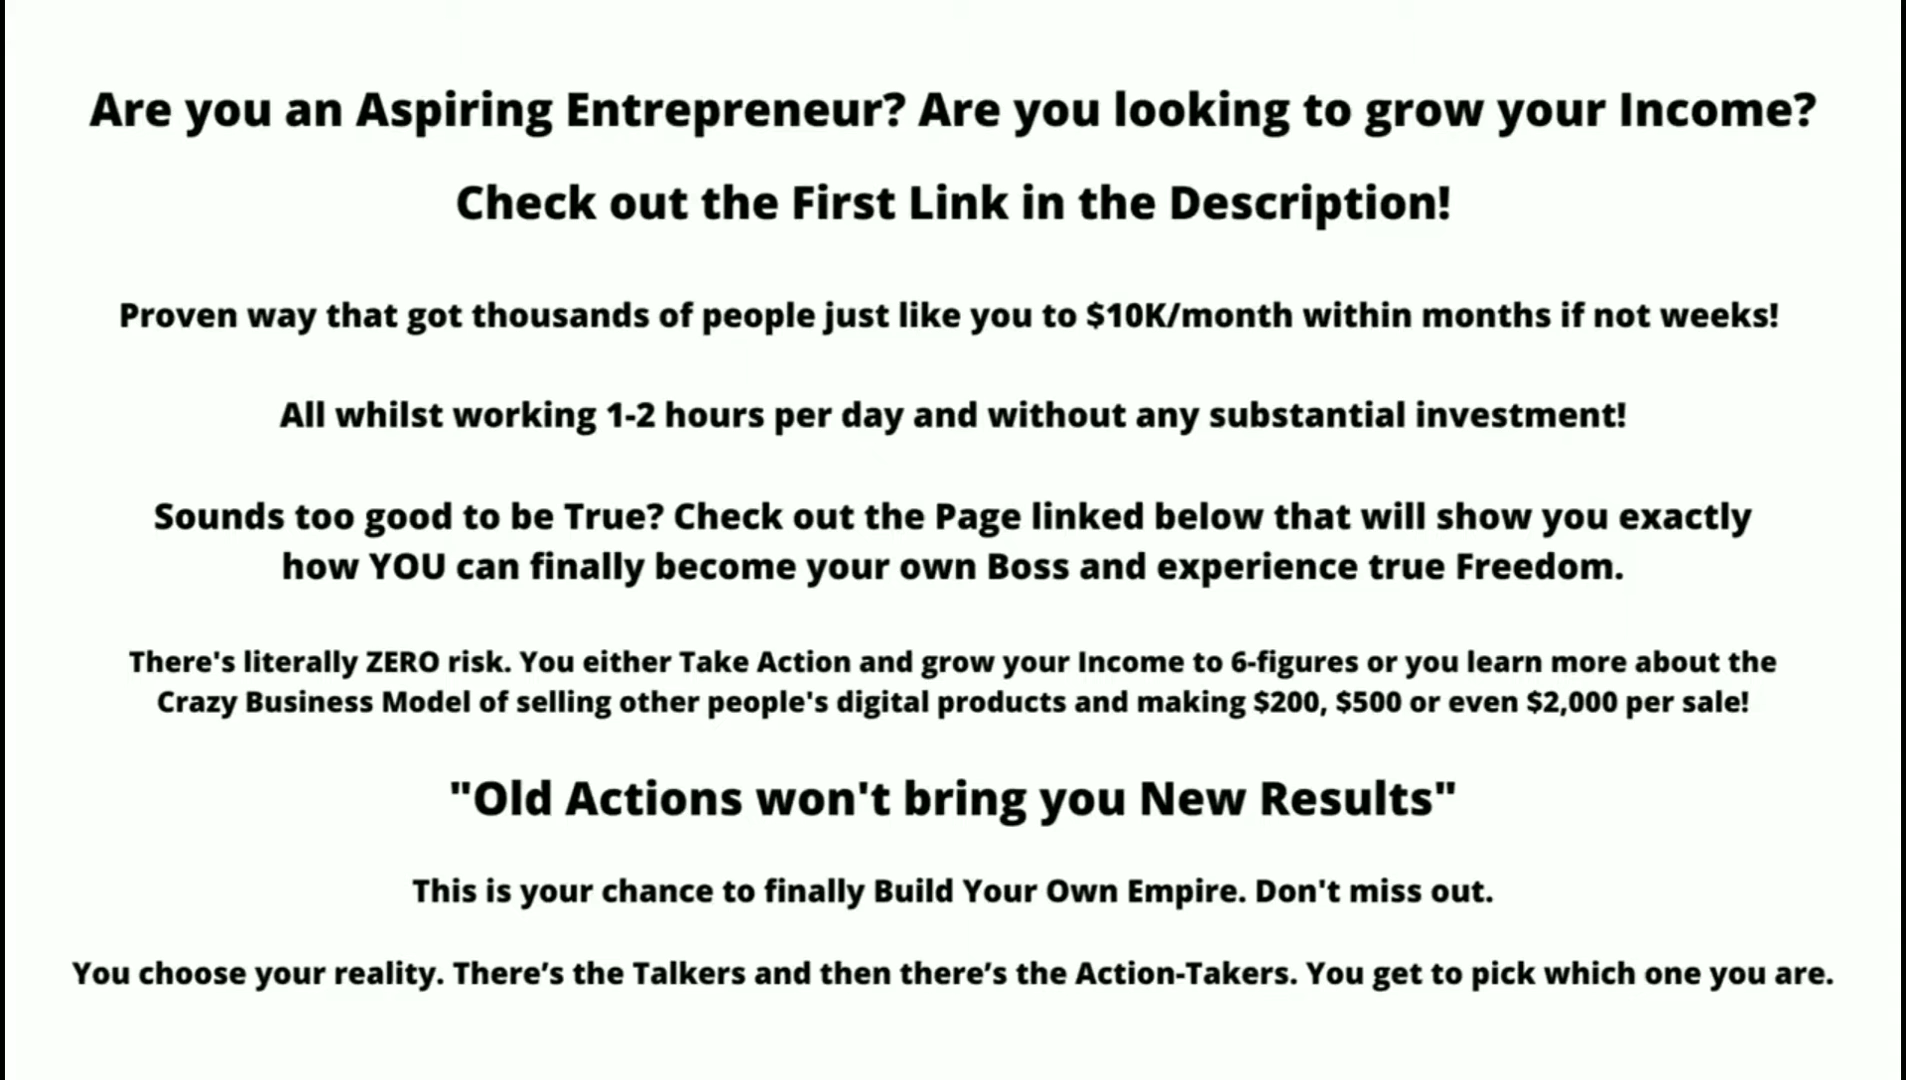 Are you an Aspiring Entrepreneur? Are you looking to grow your Income?
Check out the First Link in the Description!
Proven way that got thousands of people just like you to $10K/month within months if not weeks!
All whilst working 1-2 hours per day and without any substantial investment!
Sounds too good to be True? Check out the Page linked below that will show you exactly
how YOU can finally become your own Boss and experience true Freedom.
There's literally ZERO risk. You either Take Action and grow your Income to 6-figures or you learn more about the
Crazy Business Model of selling other people's digital products and making $200, $500 or even $2,000 per sale!
"Old Actions won't bring you New Results"
This is your chance to finally Build Your Own Empire. Don't miss out.
You choose your reality. There’s the Talkers and then there’s the Action-Takers. You get to pick which one you are.